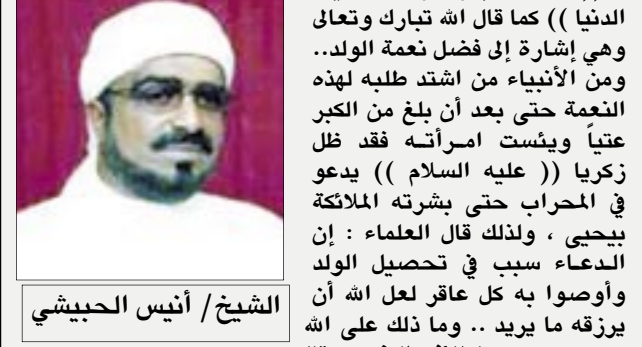 الدنيا )) كما قال الله تبارك وتعالى
وهي إشارة إلى فضل نعمة الولد..
ومن الأنبياء من اشتد طلبه لهذه
النعمة حتى بعد أن بلغ من الكبر
عتياً ويئست امـرأتـه فقد ظل
زكريا (( عليه السلام )) يدعو
في المحراب حتى بشرته الملائكة
بيحيى ، ولذلك قال العلماء : إن
الـدعـاء سبب في تحصيل الولد
وأوصوا به كل عاقر لعل الله أن
يرزقه ما يريد .. وما ذلك على الله
الشيخ/ أنيس الحبيشي